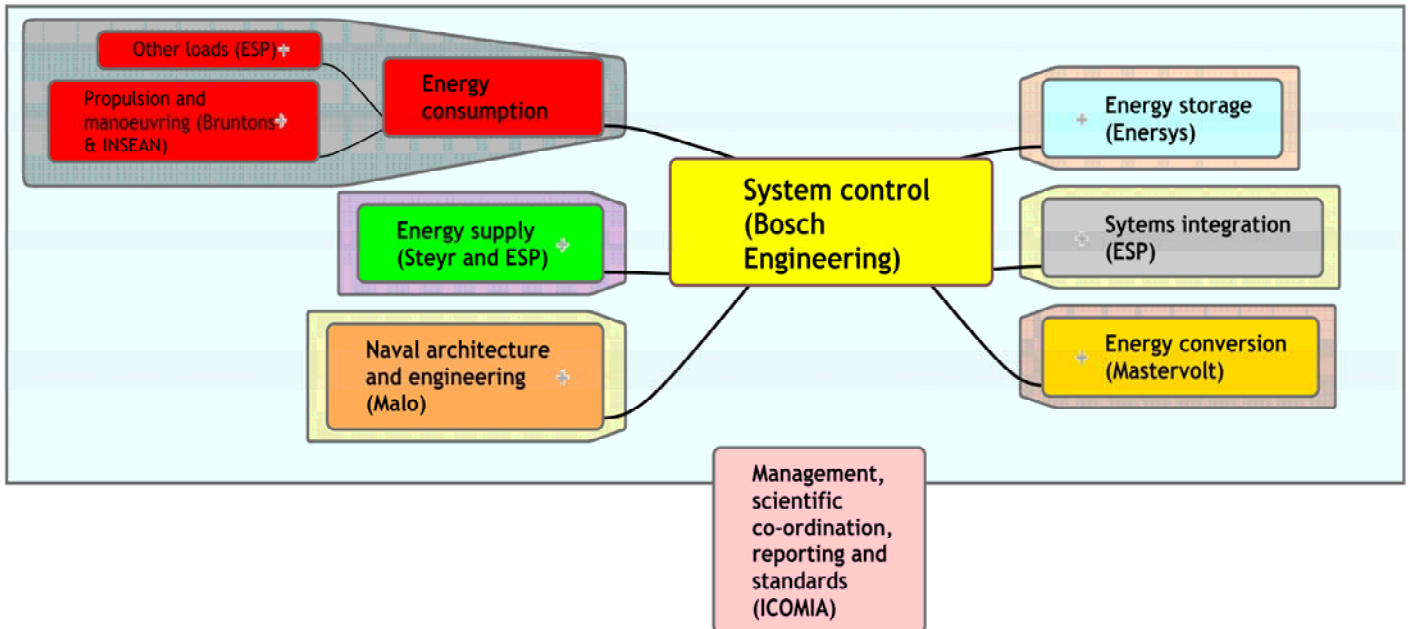 Other loads (ESP)
Propulsion and
manoeuvring (Bruntons
& INSEAN)
Energy
consumption
Energy supply
(Steyr and ESP)
Naval architecture
and engineering
(Malo)
System control
(Bosch
Engineering)
Energy storage
(Enersys)
Sytems integration
(ESP)
Energy conversion
(Mastervolt)
Management,
scientific
co-ordination,
reporting and
standards
(ICOMIA)